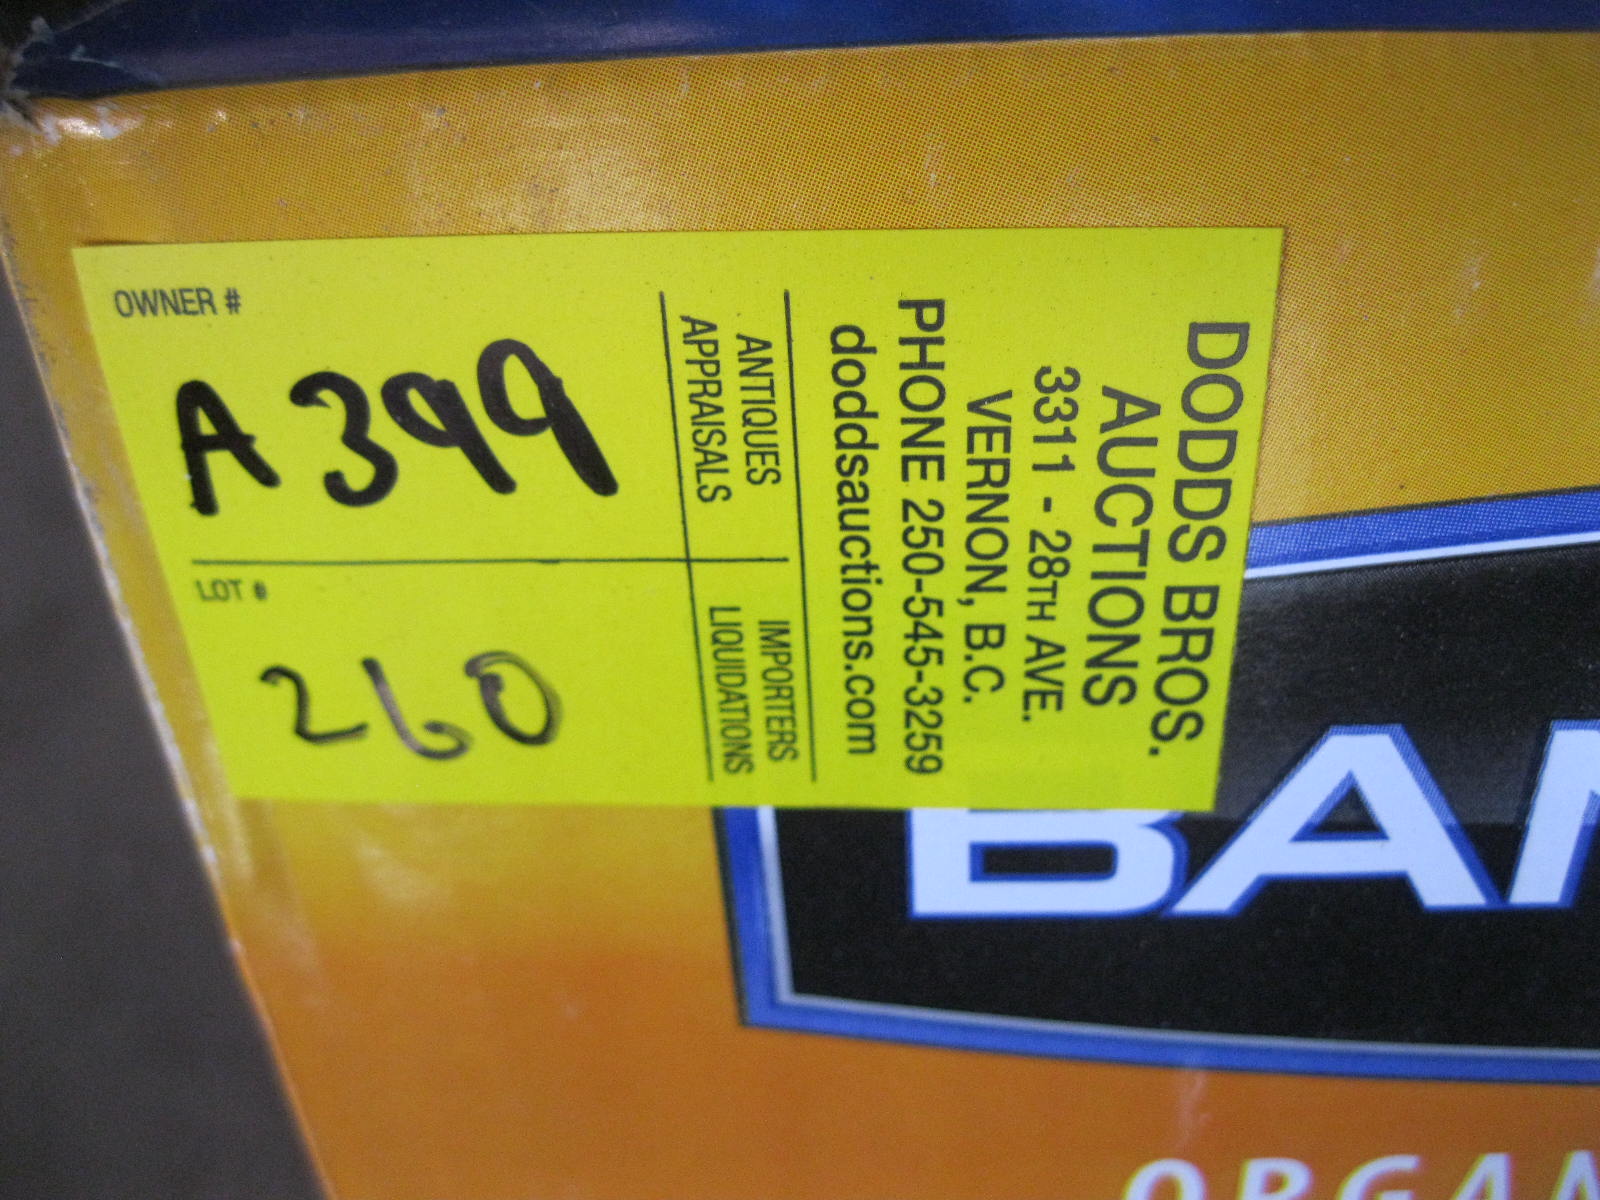 OWNER #
A399
LOT #
260
ANTIQUES
APPRAISALS
IMPORTERS
LIQUIDATIONS
DODDS BROS.
AUCTIONS
3311 - 28TH AVE.
VERNON, B.C.
PHONE 250-545-3259
doddsauctions.com